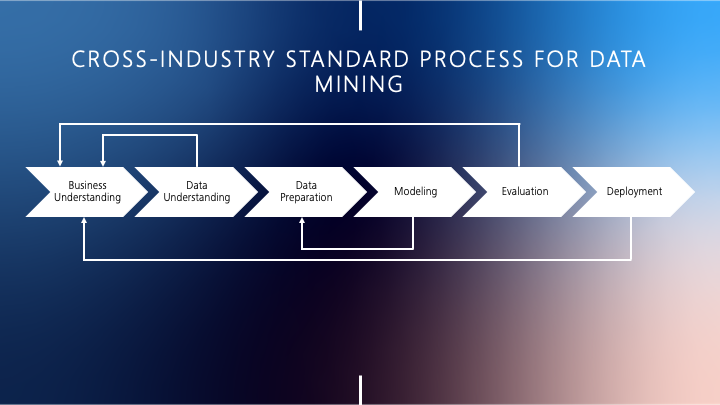 CROSS-INDUSTRY STANDARD PROCESS FOR DATA
MINING
Business
Understanding
Data
Understanding
Data
Preparation
Modeling
Evaluation
Deployment